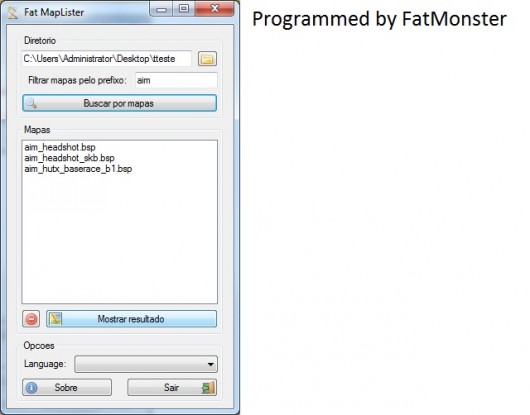 Fat MapLister
Programmed by FatMonster
Diretorio
C:\Users\Administrator\Desktop\tteste
Filtrar mapas pelo prefixo: aim
Buscar por mapas
Mapas
aim_headshot.bsp
aim_headshot_skb.bsp
aim_hutx_baserace_b1.bsp
Mostrar resultado
Opcoes
Language:
Sobre
Sair